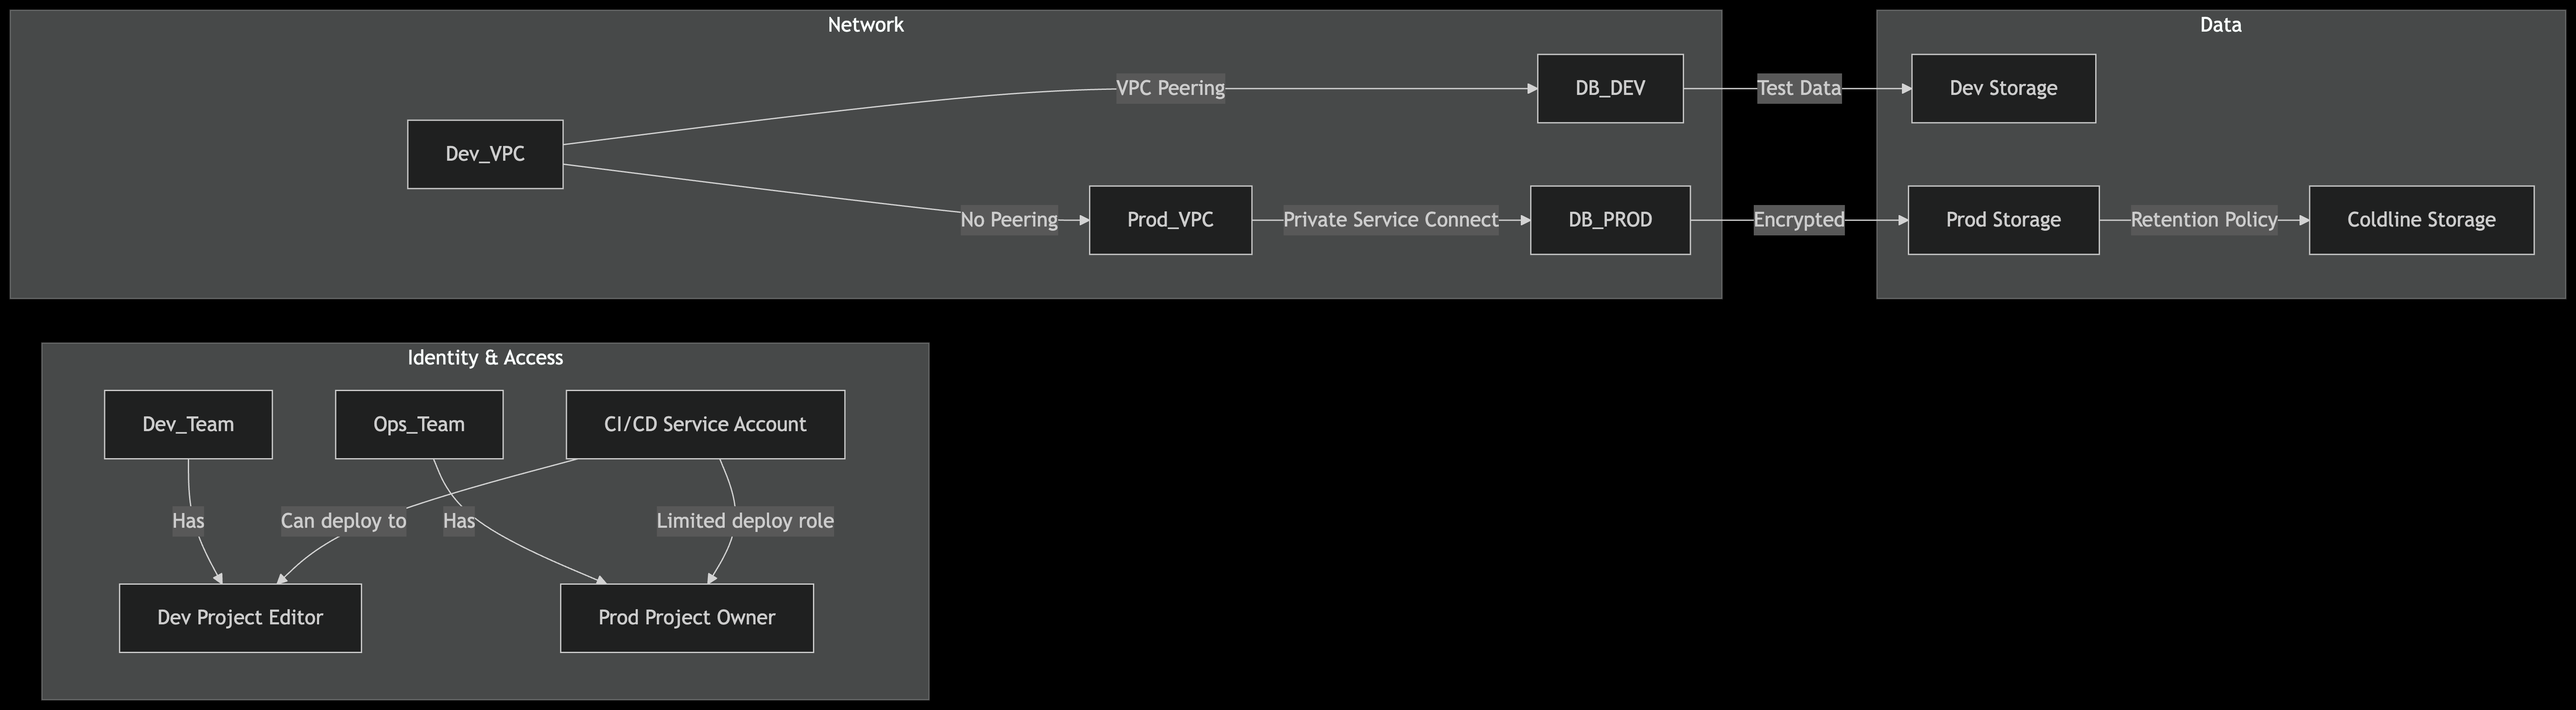 Network
Data
VPC Peering
DB_DEV
Test Data
Dev Storage
Dev_VPC
No Peering
Prod_VPC
Private Service Connect
DB_PROD
Encrypted
Prod Storage
Retention Policy
Coldline Storage
Identity & Access
Dev_Team
Ops_Team
CI/CD Service Account
Has
Can deploy to
Has
Limited deploy role
Dev Project Editor
Prod Project Owner